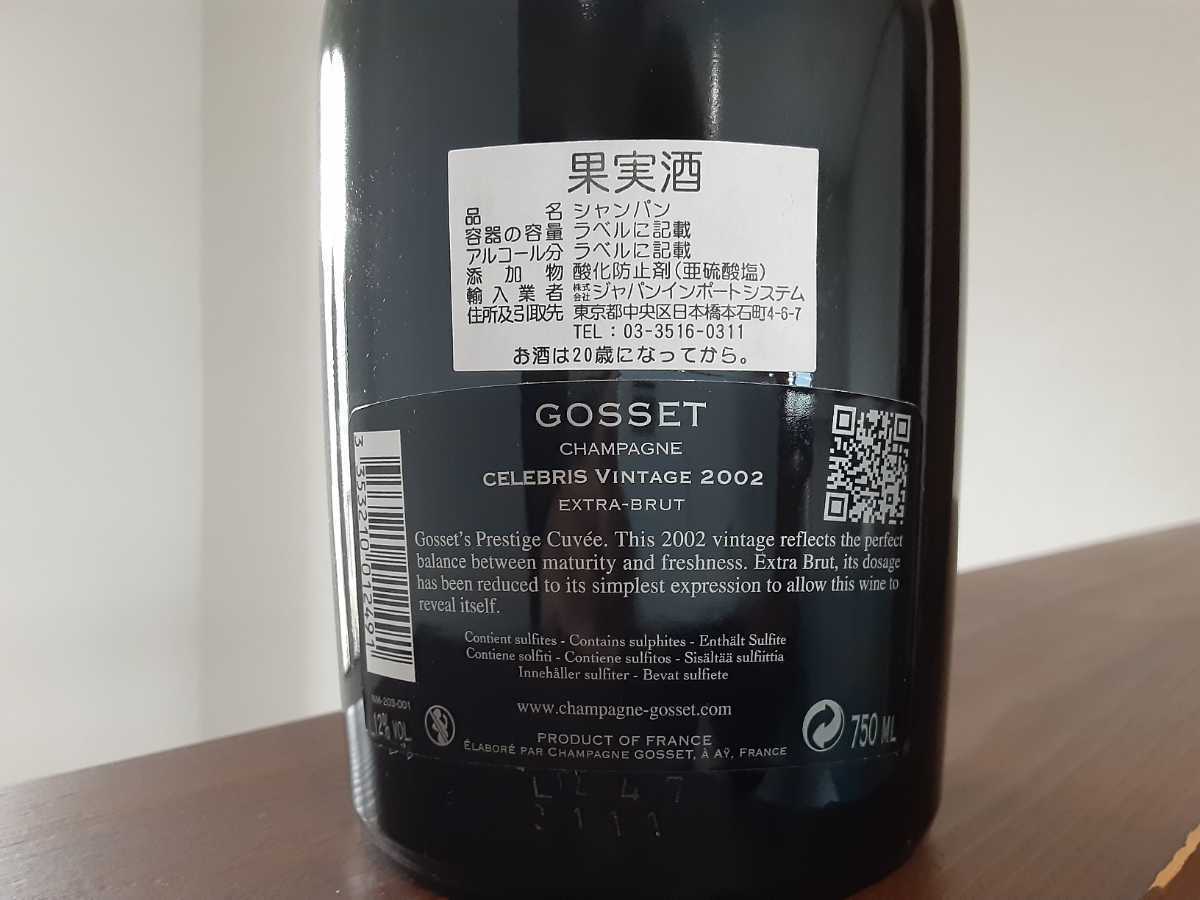 果実酒
品名 シャンパン
容器の容量 ラベルに記載
アルコール分 ラベルに記載
添加物 酸化防止剤(亜硫酸塩)
輸入業者 株式会社ジャパンインポートシステム
住所及引取先 東京都中央区日本橋本石町4-6-7
TEL:03-3516-0311
お酒は20歳になってから。
GOSSET
CHAMPAGNE
CELEBRIS VINTAGE 2002
EXTRA-BRUT
3 353210 012491
Gosset's Prestige Cuvée. This 2002 vintage reflects the perfect
balance between maturity and freshness. Extra Brut, its dosage
has been reduced to its simplest expression to allow this wine to
reveal itself.
Contient sulfites - Contains sulphites - Enthält Sulfite
Contiene solfiti - Contiene sulfitos - Sisältää sulfiittia
Innehåller sulfiter - Bevat sulfiete
www.champagne-gosset.com
NM-203-001
12% VOL.
750 ML
PRODUCT OF FRANCE
ÉLABORÉ PAR CHAMPAGNE GOSSET, À AŸ, FRANCE